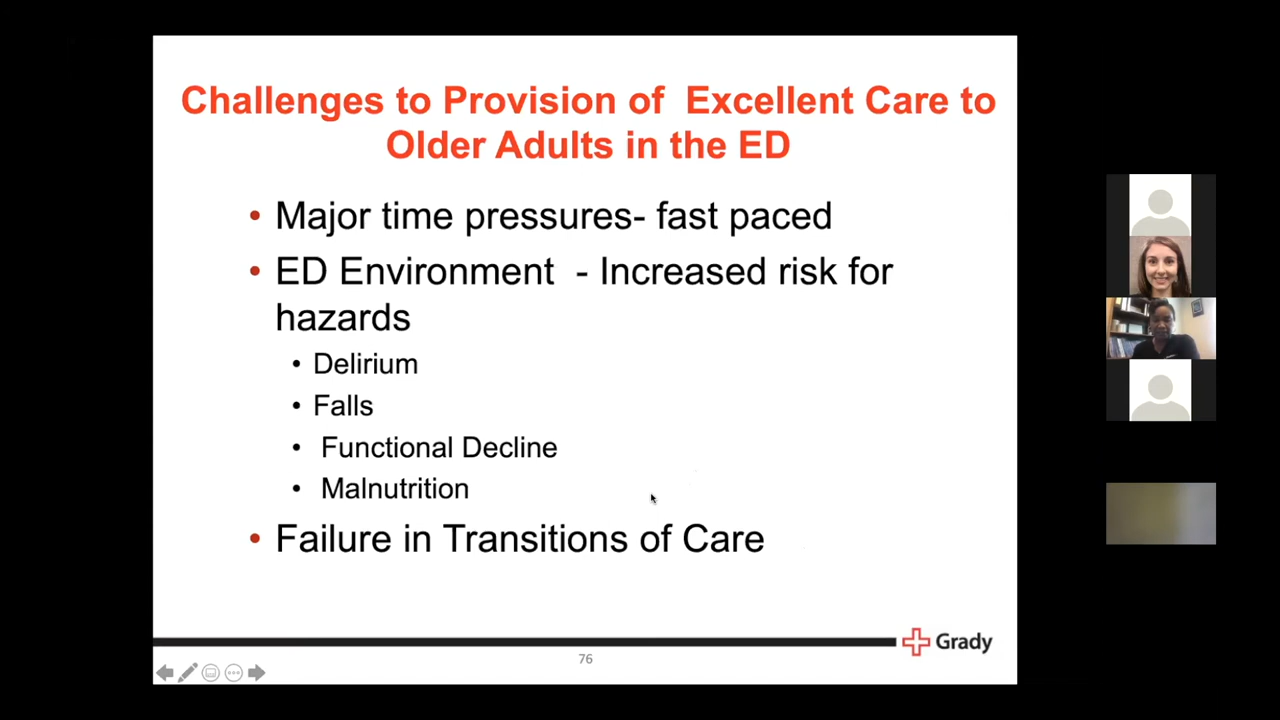 Challenges to Provision of Excellent Care to
Older Adults in the ED
• Major time pressures- fast paced
• ED Environment - Increased risk for
hazards
• Delirium
• Falls
• Functional Decline
• Malnutrition
• Failure in Transitions of Care
Grady
76